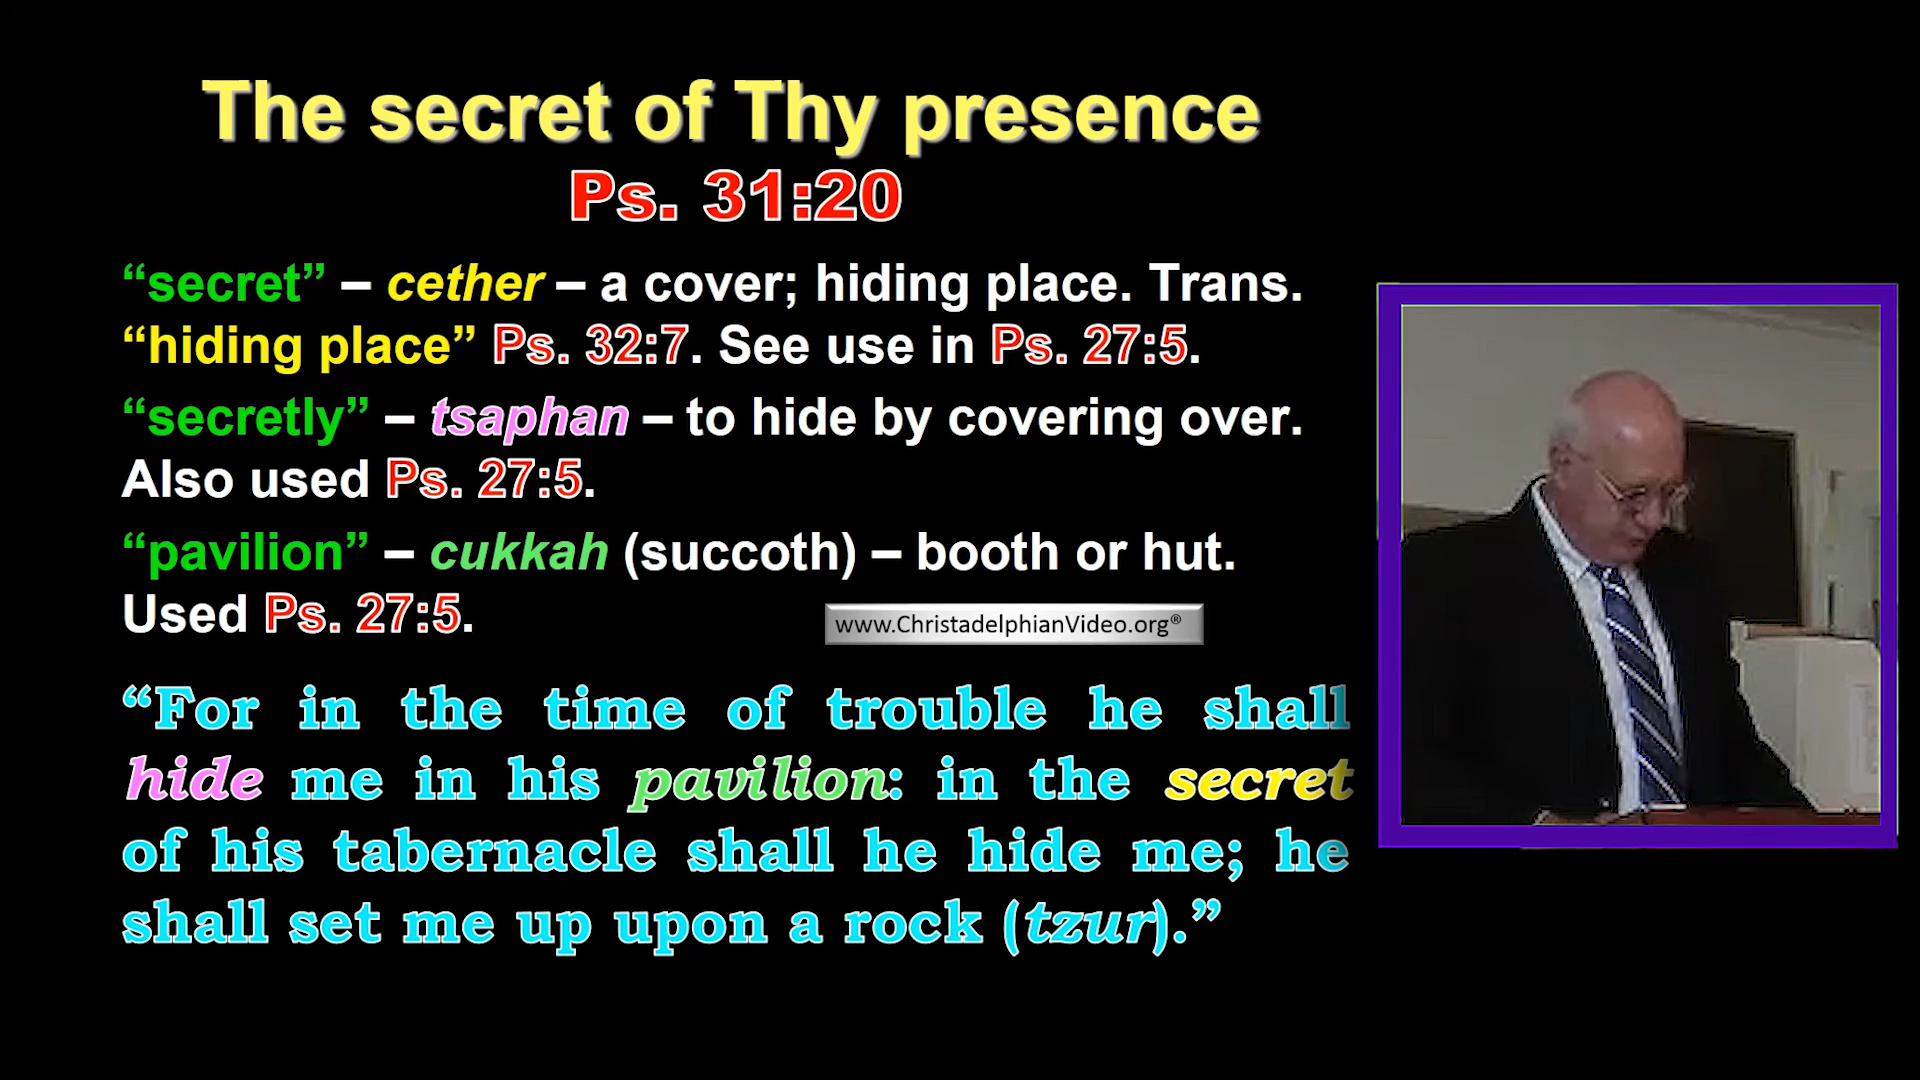 The secret of Thy presence
Ps. 31:20
“secret” – cether – a cover; hiding place. Trans.
“hiding place” Ps. 32:7. See use in Ps. 27:5.
“secretly” – tsaphan – to hide by covering over.
Also used Ps. 27:5.
“pavilion” – cukkah (succoth) – booth or hut.
Used Ps. 27:5.
www.ChristadelphianVideo.org®
“For in the time of trouble he shall
hide me in his pavilion: in the secret
of his tabernacle shall he hide me; he
shall set me up upon a rock (tzur).”